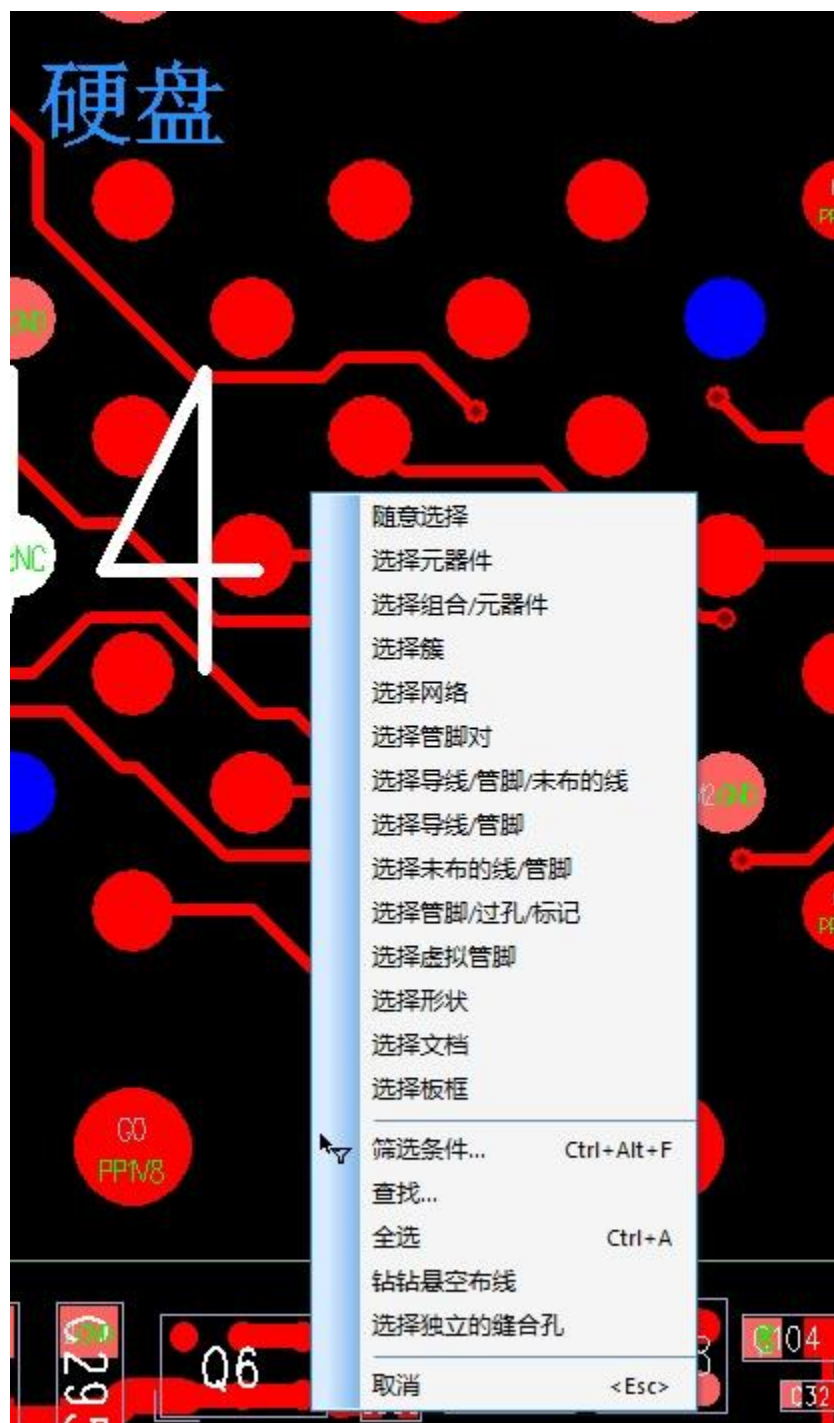 硬盘
4
NC
随意选择
选择元器件
选择组合/元器件
选择簇
选择网络
选择管脚对
选择导线/管脚/未布的线
选择导线/管脚
选择未布的线/管脚
选择管脚/过孔/标记
选择虚拟管脚
选择形状
选择文档
选择板框
G0
PP1V8
筛选条件... Ctrl+Alt+F
查找...
全选 Ctrl+A
钻钻悬空布线
选择独立的缝合孔
取消 <Esc>
Q6
C295
104
C32